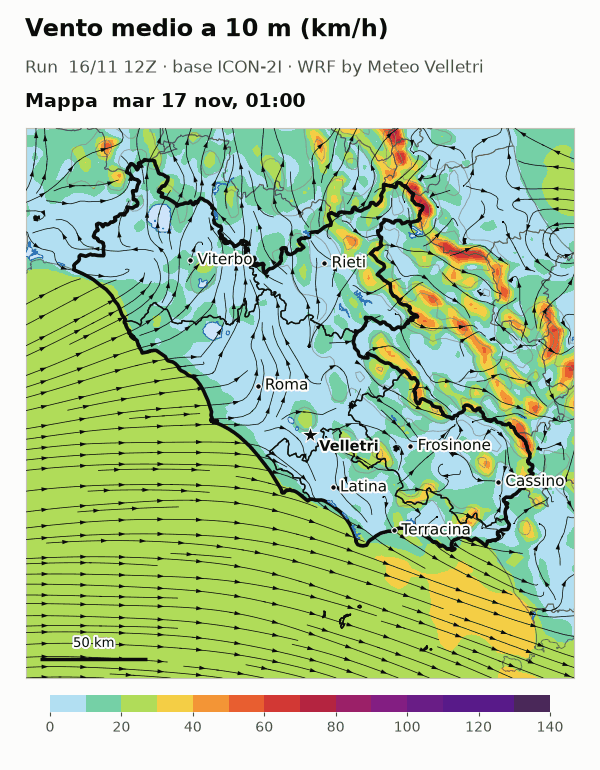 Vento medio a 10 m (km/h)
Run  16/11 12Z · base ICON-2I · WRF by Meteo Velletri
Mappa  mar 17 nov, 01:00
Viterbo
Rieti
Roma
Velletri
Frosinone
Cassino
Latina
Terracina
50 km
0 20 40 60 80 100 120 140